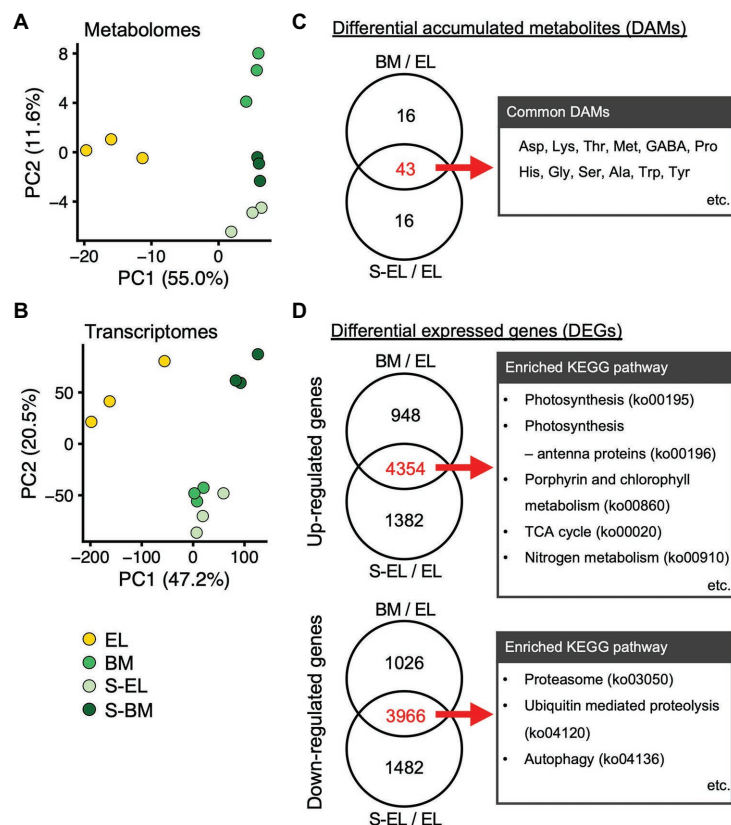 A
Metabolomes
8
4
0
−4
−20
−10
0
PC1 (55.0%)
PC2 (11.6%)
B
Transcriptomes
50
0
−50
−200
−100
0
100
PC1 (47.2%)
PC2 (20.5%)
EL
BM
S-EL
S-BM
C
Differential accumulated metabolites (DAMs)
BM / EL
16
43
16
S-EL / EL
Common DAMs
Asp, Lys, Thr, Met, GABA, Pro
His, Gly, Ser, Ala, Trp, Tyr
etc.
D
Differential expressed genes (DEGs)
Up-regulated genes
BM / EL
948
4354
1382
S-EL / EL
Enriched KEGG pathway
• Photosynthesis (ko00195)
• Photosynthesis
– antenna proteins (ko00196)
• Porphyrin and chlorophyll
metabolism (ko00860)
• TCA cycle (ko00020)
• Nitrogen metabolism (ko00910)
etc.
Down-regulated genes
BM / EL
1026
3966
1482
S-EL / EL
Enriched KEGG pathway
• Proteasome (ko03050)
• Ubiquitin mediated proteolysis
(ko04120)
• Autophagy (ko04136)
etc.